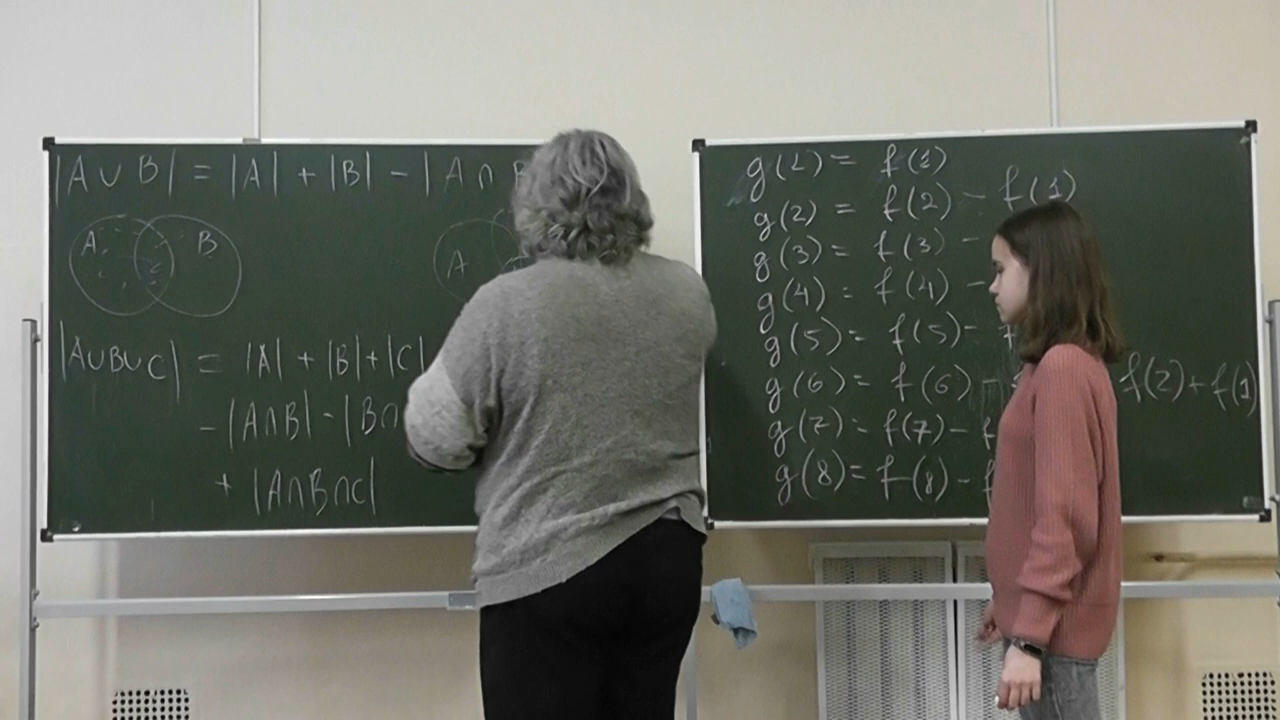 |A∪B| = |A| + |B| - |A∩B
A B
A
|A∪B∪C| = |A| + |B| + |C|
- |A∩B| - |B∩
+ |A∩B∩C|
g(1) = f(1)
g(2) = f(2) - f(1)
g(3) = f(3) -
g(4) = f(4) -
g(5) = f(5) -
g(6) = f(6) - f(2)+f(1)
g(7) = f(7) - f
g(8) = f(8) - f